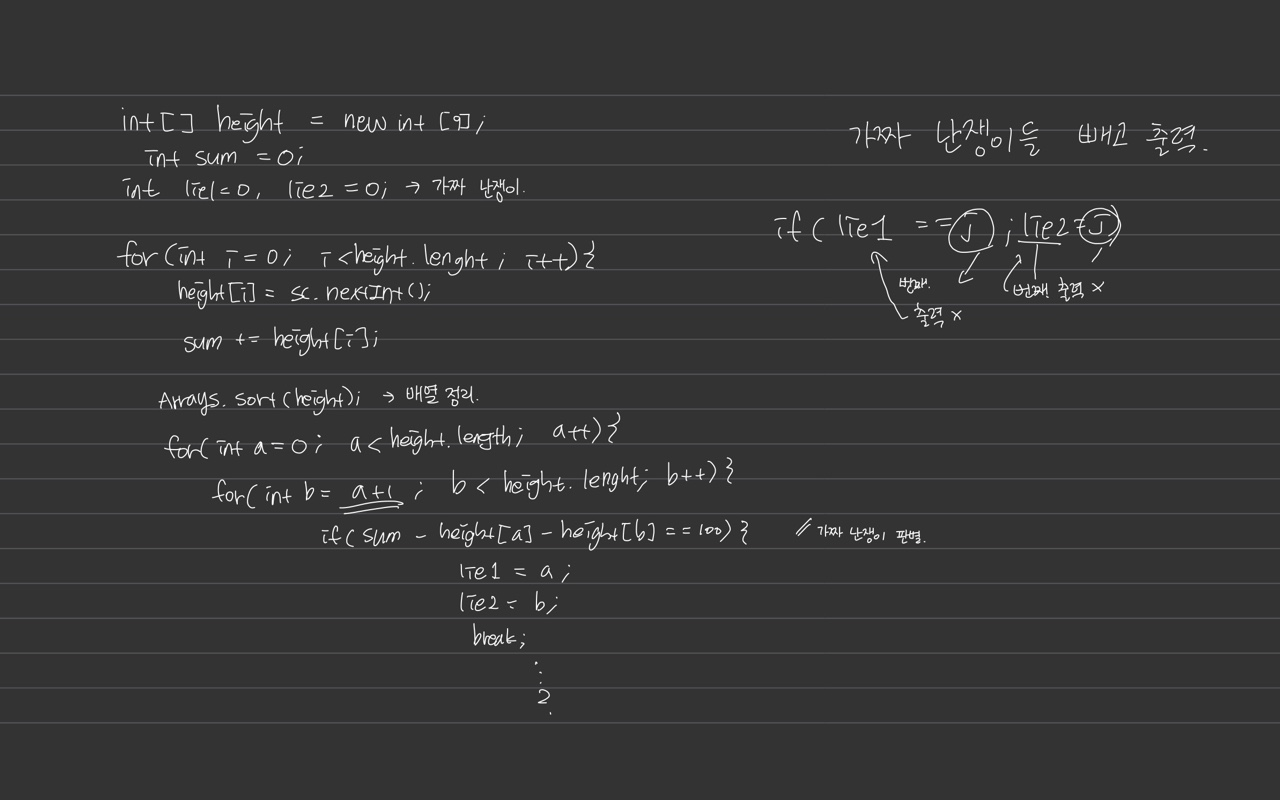 int[] height = new int [9];
int sum = 0;
int lie1=0, lie2 = 0; → 가짜 난쟁이.
for (int i = 0; i <height.lenght; i++) {
height[i] = sc.nextInt();
sum += height[i];
Arrays.sort(height); → 배열 정리.
for( int a = 0; a < height.length; a++) {
for( int b = a+1; b < height.lenght; b++) {
if( sum - height[a] - height[b] == 100) { // 가짜 난쟁이 판별.
lie1 = a;
lie2 = b;
break;
2
가짜 난쟁이들 빼고 출력.
if( lie1 == J ; lie2 = J)
번째.
출력 x
번째 출력 x